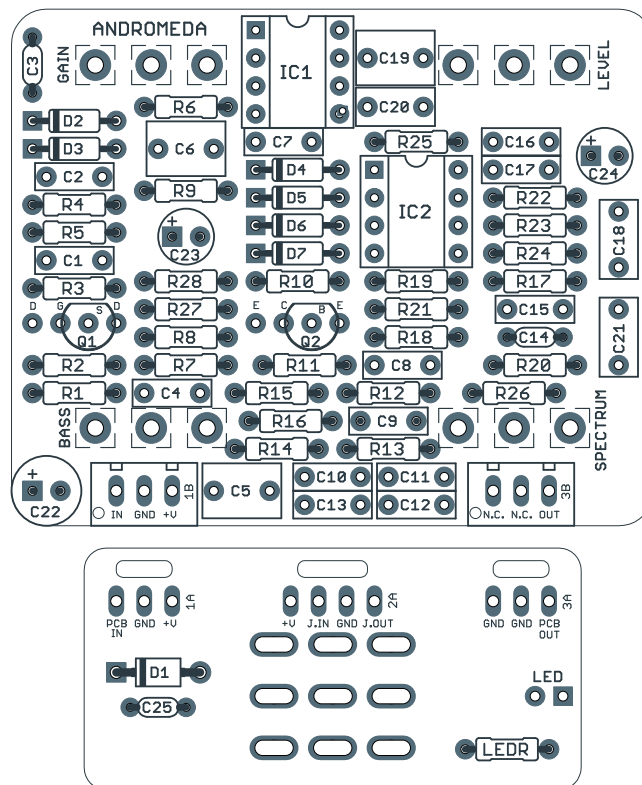 ANDROMEDA
GAIN
LEVEL
C3
IC1
C19
R6
C20
D2
D3
C6
C7
R25
C16
C17
C24
C2
D4
R4
R9
D5
IC2
R22
R5
D6
R23
C18
C23
C1
D7
R24
R3
R28
R10
R19
R17
D G S D
R27
E C B E
R21
C15
Q1
R8
Q2
R18
C14
C21
R2
R7
R11
C8
R20
R1
C4
R15
R12
R26
BASS
R16
C9
SPECTRUM
R14
R13
C22
IN GND +V
1B
C5
C10
C11
C13
C12
N.C. N.C. OUT
3B
PCB IN GND +V
1A
+V J.IN GND J.OUT
2A
GND GND PCB OUT
3A
D1
LED
C25
LEDR
+
+
+